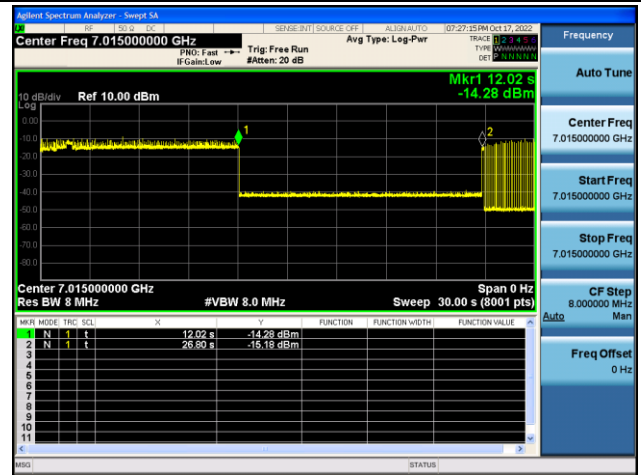 Agilent Spectrum Analyzer - Swept SA
RF 50 Ω DC SENSE:INT SOURCE OFF ALIGN AUTO 07:27:15 PM Oct 17, 2022
Center Freq 7.015000000 GHz
PNO: Fast
IFGain:Low
Trig: Free Run
#Atten: 20 dB
Avg Type: Log-Pwr
TRACE 1 2 3 4 5 6
TYPE WWWWWW
DET P N N N N N
Mkr1 12.02 s
-14.28 dBm
10 dB/div Ref 10.00 dBm
Log
0.00
-10.0
-20.0
-30.0
-40.0
-50.0
-60.0
-70.0
-80.0
1
2
Center 7.015000000 GHz Span 0 Hz
Res BW 8 MHz #VBW 8.0 MHz Sweep 30.00 s (8001 pts)
MKR MODE TRC SCL X Y FUNCTION FUNCTION WIDTH FUNCTION VALUE
1 N 1 t 12.02 s -14.28 dBm
2 N 1 t 26.80 s -15.18 dBm
3
4
5
6
7
8
9
10
11
MSG STATUS
Frequency
Auto Tune
Center Freq
7.015000000 GHz
Start Freq
7.015000000 GHz
Stop Freq
7.015000000 GHz
CF Step
8.000000 MHz
Auto Man
Freq Offset
0 Hz